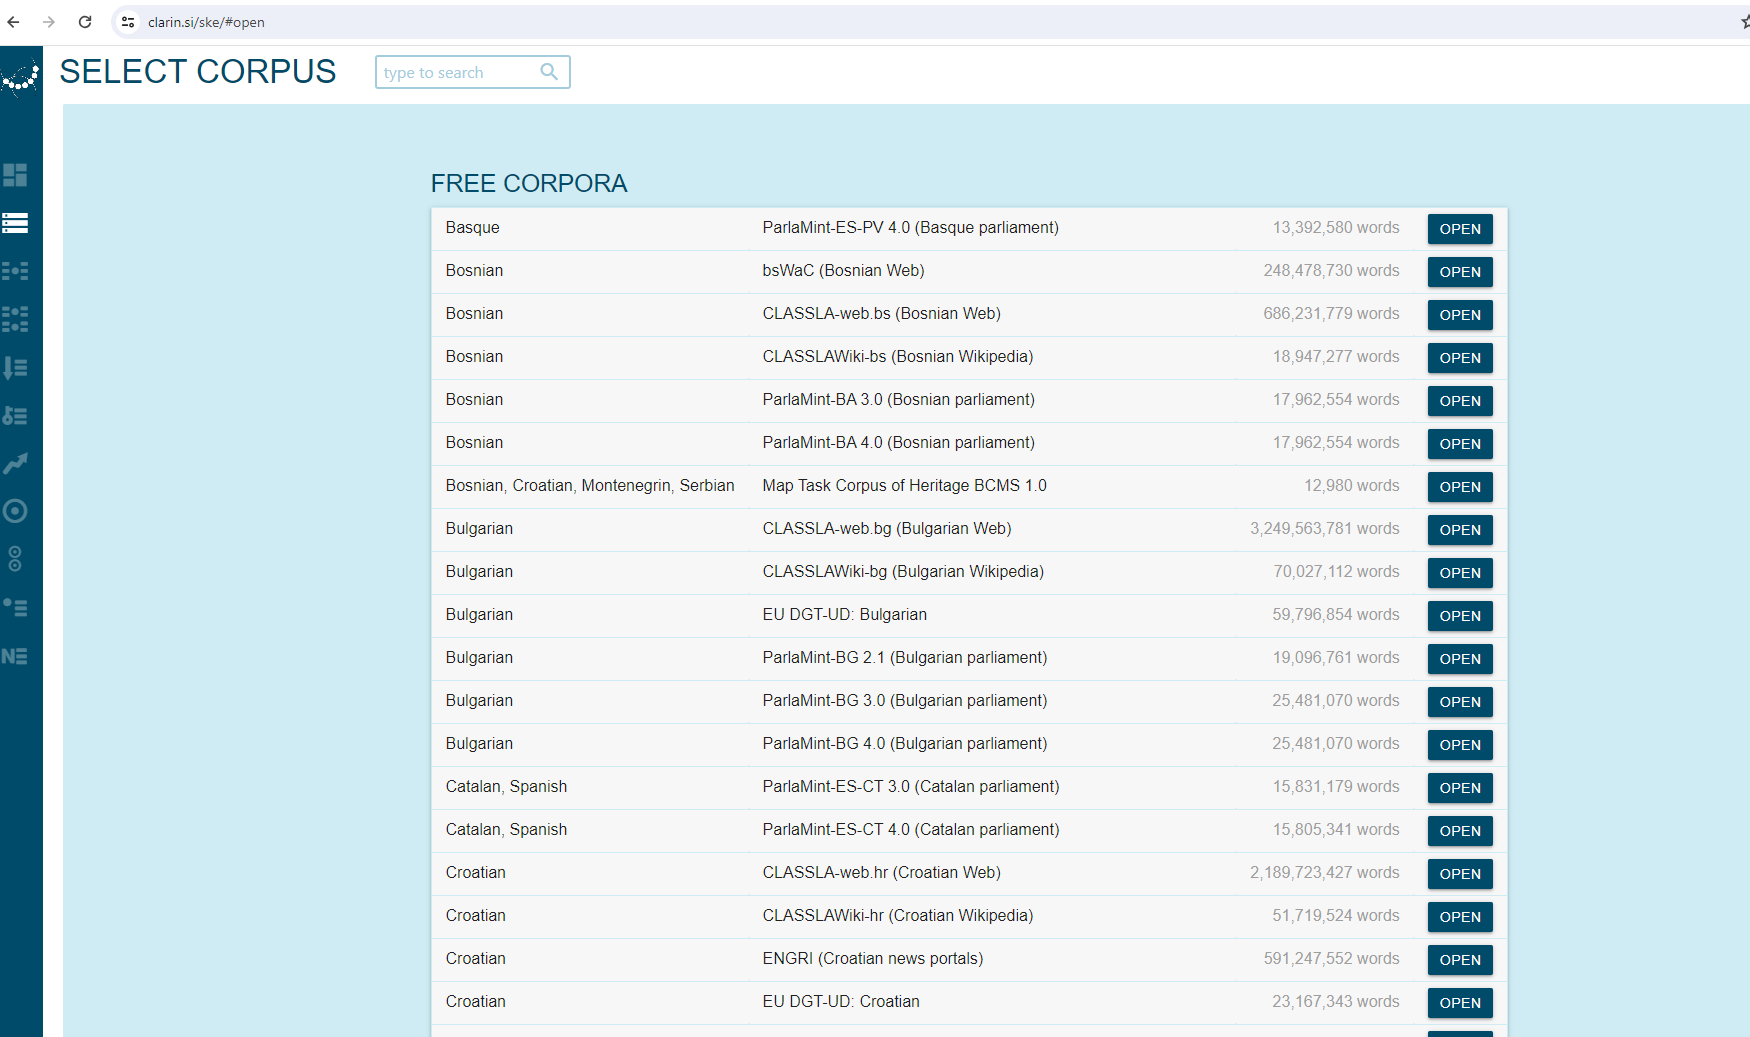 clarin.si/ske/#open
SELECT CORPUS type to search
FREE CORPORA
Basque ParlaMint-ES-PV 4.0 (Basque parliament) 13,392,580 words OPEN
Bosnian bsWaC (Bosnian Web) 248,478,730 words OPEN
Bosnian CLASSLA-web.bs (Bosnian Web) 686,231,779 words OPEN
Bosnian CLASSLAWiki-bs (Bosnian Wikipedia) 18,947,277 words OPEN
Bosnian ParlaMint-BA 3.0 (Bosnian parliament) 17,962,554 words OPEN
Bosnian ParlaMint-BA 4.0 (Bosnian parliament) 17,962,554 words OPEN
Bosnian, Croatian, Montenegrin, Serbian Map Task Corpus of Heritage BCMS 1.0 12,980 words OPEN
Bulgarian CLASSLA-web.bg (Bulgarian Web) 3,249,563,781 words OPEN
Bulgarian CLASSLAWiki-bg (Bulgarian Wikipedia) 70,027,112 words OPEN
Bulgarian EU DGT-UD: Bulgarian 59,796,854 words OPEN
Bulgarian ParlaMint-BG 2.1 (Bulgarian parliament) 19,096,761 words OPEN
Bulgarian ParlaMint-BG 3.0 (Bulgarian parliament) 25,481,070 words OPEN
Bulgarian ParlaMint-BG 4.0 (Bulgarian parliament) 25,481,070 words OPEN
Catalan, Spanish ParlaMint-ES-CT 3.0 (Catalan parliament) 15,831,179 words OPEN
Catalan, Spanish ParlaMint-ES-CT 4.0 (Catalan parliament) 15,805,341 words OPEN
Croatian CLASSLA-web.hr (Croatian Web) 2,189,723,427 words OPEN
Croatian CLASSLAWiki-hr (Croatian Wikipedia) 51,719,524 words OPEN
Croatian ENGRI (Croatian news portals) 591,247,552 words OPEN
Croatian EU DGT-UD: Croatian 23,167,343 words OPEN